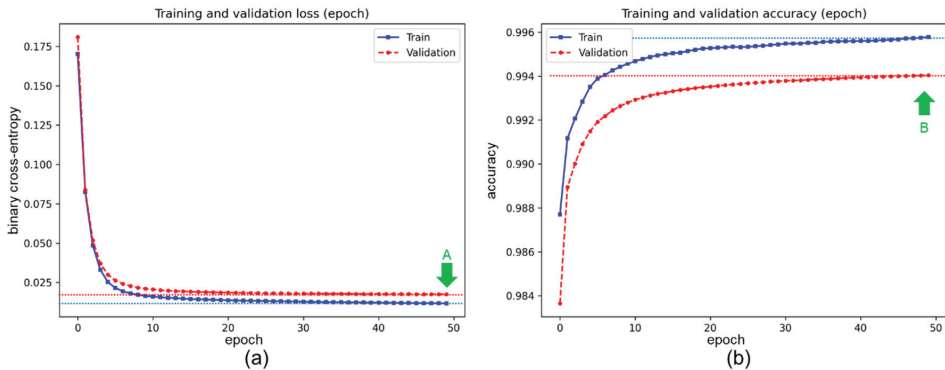 Training and validation loss (epoch)
Train
Validation
binary cross-entropy
0.175
0.150
0.125
0.100
0.075
0.050
0.025
A
0
10
20
30
40
50
epoch
(a)
Training and validation accuracy (epoch)
Train
Validation
accuracy
0.996
0.994
0.992
0.990
0.988
0.986
0.984
B
0
10
20
30
40
50
epoch
(b)